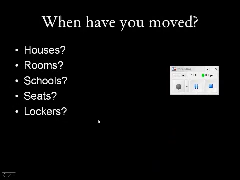 When have you moved?
• Houses?
• Rooms?
• Schools?
• Seats?
• Lockers?